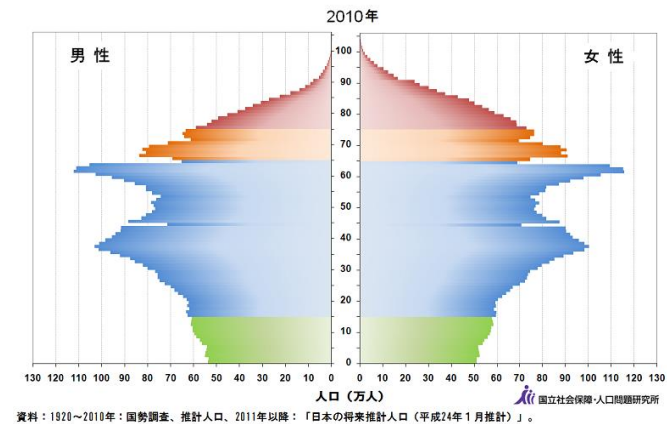 2010年
男 性
女 性
100
90
80
70
60
50
40
30
20
10
0
130 120 110 100 90 80 70 60 50 40 30 20 10 0
0 10 20 30 40 50 60 70 80 90 100 110 120 130
人口（万人）
国立社会保障・人口問題研究所
資料：1920～2010年：国勢調査、推計人口、2011年以降：「日本の将来推計人口（平成24年１月推計）」。